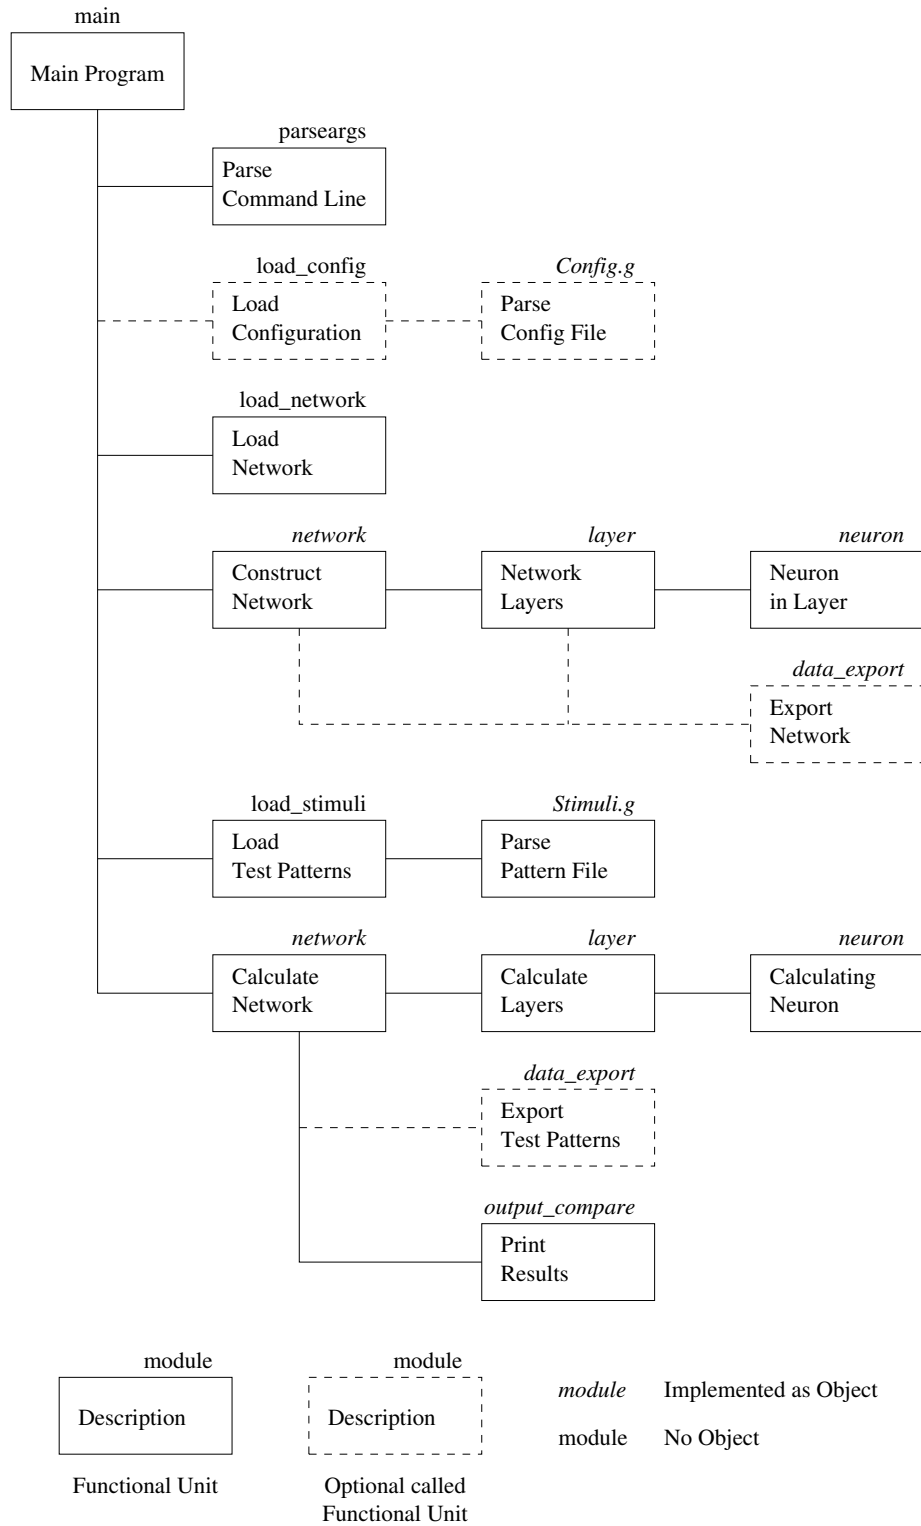 main
Main Program
parseargs
Parse
Command Line
load_config
Config.g
Load
Configuration
Parse
Config File
load_network
Load
Network
network
layer
neuron
Construct
Network
Network
Layers
Neuron
in Layer
data_export
Export
Network
load_stimuli
Stimuli.g
Load
Test Patterns
Parse
Pattern File
network
layer
neuron
Calculate
Network
Calculate
Layers
Calculating
Neuron
data_export
Export
Test Patterns
output_compare
Print
Results
module
Description
Functional Unit
module
Description
Optional called
Functional Unit
module Implemented as Object
module No Object